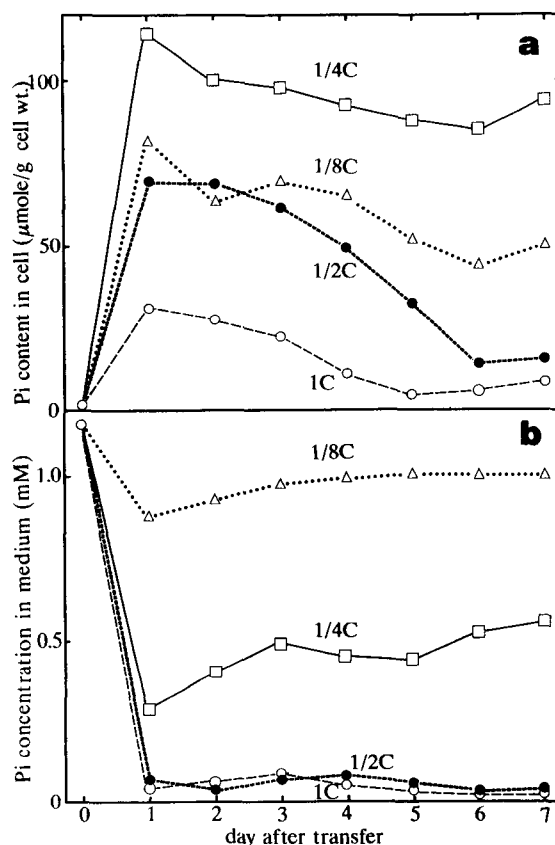 a
Pi content in cell (μmole/g cell wt.)
100
50
0
1/4C
1/8C
1/2C
1C
b
Pi concentration in medium (mM)
1.0
0.5
0
1/8C
1/4C
1/2C
1C
0 1 2 3 4 5 6 7
day after transfer